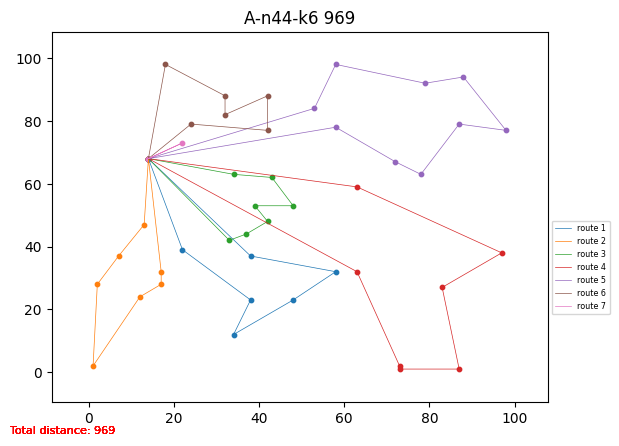 A-n44-k6 969
100
80
60
40
20
0
0 20 40 60 80 100
route 1
route 2
route 3
route 4
route 5
route 6
route 7
Total distance: 969